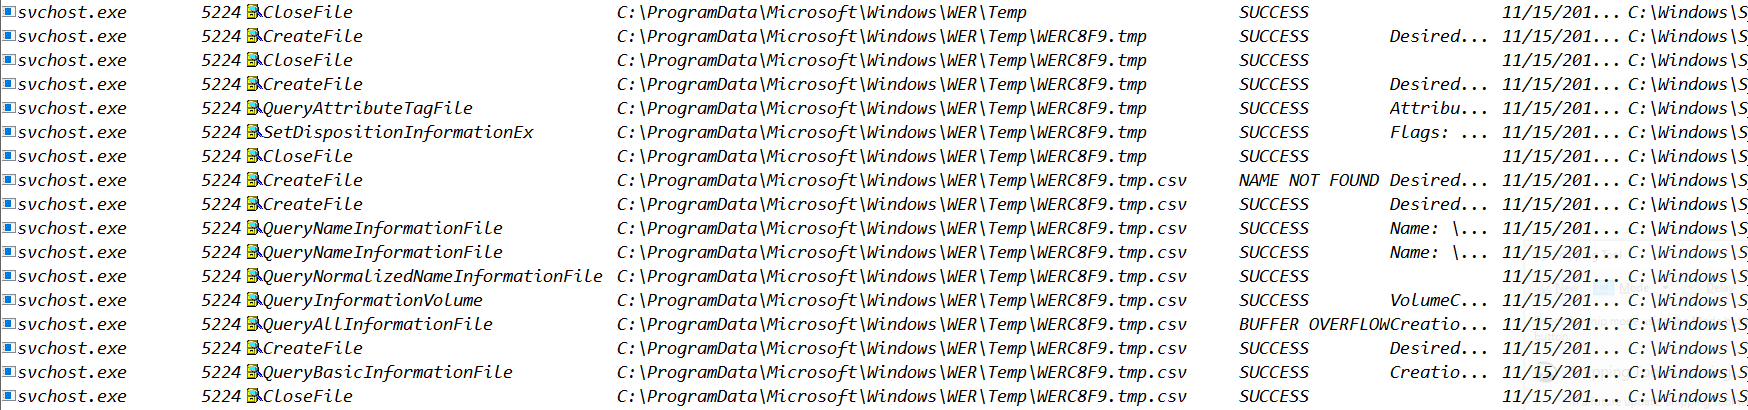 svchost.exe 5224 CloseFile C:\ProgramData\Microsoft\Windows\WER\Temp SUCCESS 11/15/201... C:\Windows\S
svchost.exe 5224 CreateFile C:\ProgramData\Microsoft\Windows\WER\Temp\WERC8F9.tmp SUCCESS Desired... 11/15/201... C:\Windows\S
svchost.exe 5224 CloseFile C:\ProgramData\Microsoft\Windows\WER\Temp\WERC8F9.tmp SUCCESS 11/15/201... C:\Windows\S
svchost.exe 5224 CreateFile C:\ProgramData\Microsoft\Windows\WER\Temp\WERC8F9.tmp SUCCESS Desired... 11/15/201... C:\Windows\S
svchost.exe 5224 QueryAttributeTagFile C:\ProgramData\Microsoft\Windows\WER\Temp\WERC8F9.tmp SUCCESS Attribu... 11/15/201... C:\Windows\S
svchost.exe 5224 SetDispositionInformationEx C:\ProgramData\Microsoft\Windows\WER\Temp\WERC8F9.tmp SUCCESS Flags: ... 11/15/201... C:\Windows\S
svchost.exe 5224 CloseFile C:\ProgramData\Microsoft\Windows\WER\Temp\WERC8F9.tmp SUCCESS 11/15/201... C:\Windows\S
svchost.exe 5224 CreateFile C:\ProgramData\Microsoft\Windows\WER\Temp\WERC8F9.tmp.csv NAME NOT FOUND Desired... 11/15/201... C:\Windows\S
svchost.exe 5224 CreateFile C:\ProgramData\Microsoft\Windows\WER\Temp\WERC8F9.tmp.csv SUCCESS Desired... 11/15/201... C:\Windows\S
svchost.exe 5224 QueryNameInformationFile C:\ProgramData\Microsoft\Windows\WER\Temp\WERC8F9.tmp.csv SUCCESS Name: \... 11/15/201... C:\Windows\S
svchost.exe 5224 QueryNameInformationFile C:\ProgramData\Microsoft\Windows\WER\Temp\WERC8F9.tmp.csv SUCCESS Name: \... 11/15/201... C:\Windows\S
svchost.exe 5224 QueryNormalizedNameInformationFile C:\ProgramData\Microsoft\Windows\WER\Temp\WERC8F9.tmp.csv SUCCESS 11/15/201... C:\Windows\S
svchost.exe 5224 QueryInformationVolume C:\ProgramData\Microsoft\Windows\WER\Temp\WERC8F9.tmp.csv SUCCESS VolumeC... 11/15/201... C:\Windows\S
svchost.exe 5224 QueryAllInformationFile C:\ProgramData\Microsoft\Windows\WER\Temp\WERC8F9.tmp.csv BUFFER OVERFLOW Creatio... 11/15/201... C:\Windows\S
svchost.exe 5224 CreateFile C:\ProgramData\Microsoft\Windows\WER\Temp\WERC8F9.tmp.csv SUCCESS Desired... 11/15/201... C:\Windows\S
svchost.exe 5224 QueryBasicInformationFile C:\ProgramData\Microsoft\Windows\WER\Temp\WERC8F9.tmp.csv SUCCESS Creatio... 11/15/201... C:\Windows\S
svchost.exe 5224 CloseFile C:\ProgramData\Microsoft\Windows\WER\Temp\WERC8F9.tmp.csv SUCCESS 11/15/201... C:\Windows\S